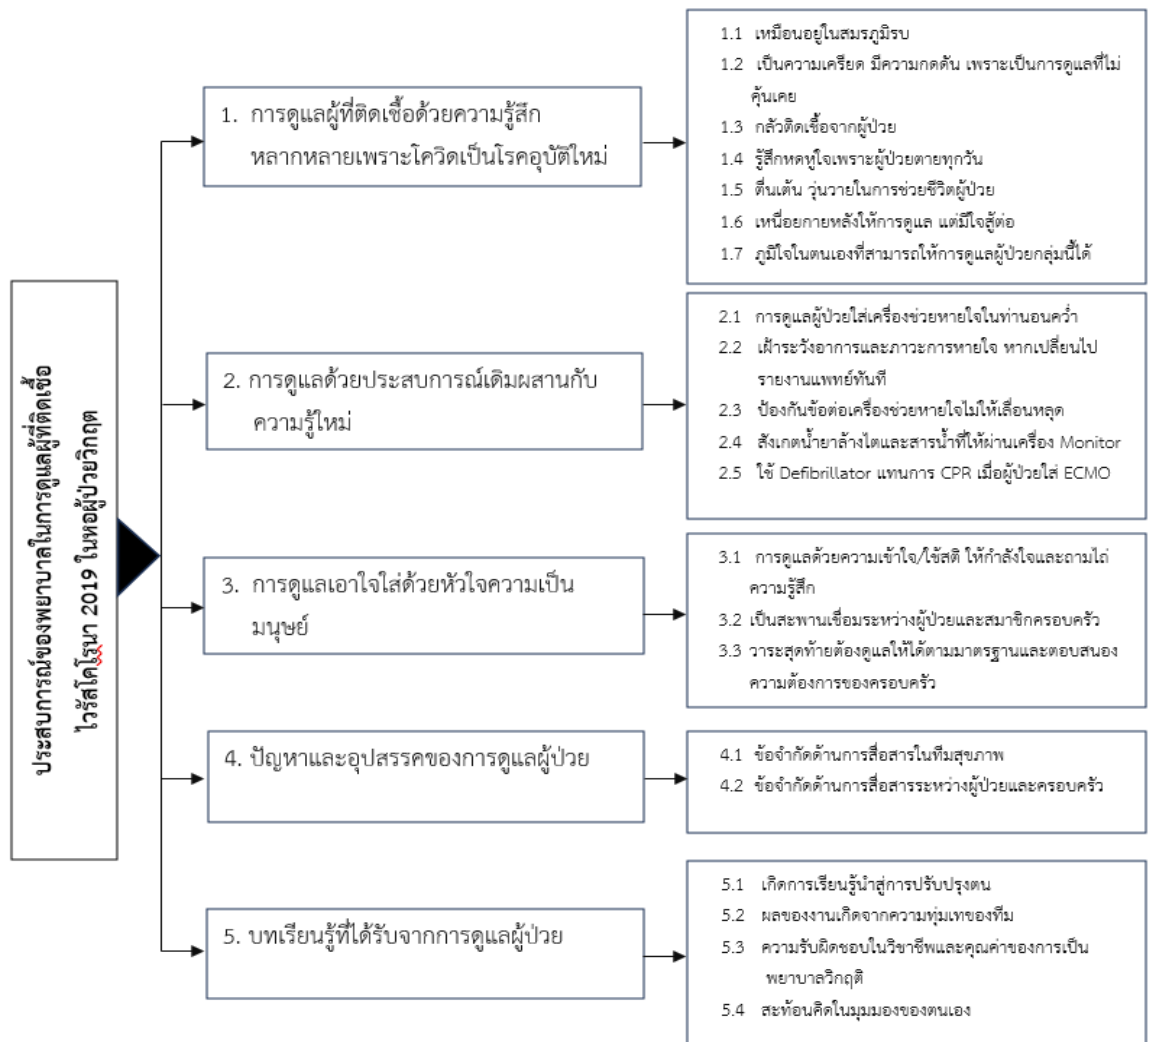 ประสบการณ์ของพยาบาลในการดูแลผู้ที่ติดเชื้อ
ไวรัสโคโรนา 2019 ในหอผู้ป่วยวิกฤต
1. การดูแลผู้ที่ติดเชื้อด้วยความรู้สึก
หลากหลายเพราะโควิดเป็นโรคอุบัติใหม่
1.1 เหมือนอยู่ในสมรภูมิรบ
1.2 เป็นความเครียด มีความกดดัน เพราะเป็นการดูแลที่ไม่
คุ้นเคย
1.3 กลัวติดเชื้อจากผู้ป่วย
1.4 รู้สึกหดหู่ใจเพราะผู้ป่วยตายทุกวัน
1.5 ตื่นเต้น วุ่นวายในการช่วยชีวิตผู้ป่วย
1.6 เหนื่อยกายหลังให้การดูแล แต่มีใจสู้ต่อ
1.7 ภูมิใจในตนเองที่สามารถให้การดูแลผู้ป่วยกลุ่มนี้ได้
2. การดูแลด้วยประสบการณ์เดิมผสานกับ
ความรู้ใหม่
2.1 การดูแลผู้ป่วยใส่เครื่องช่วยหายใจในท่านอนคว่ำ
2.2 เฝ้าระวังอาการและภาวะการหายใจ หากเปลี่ยนไป
รายงานแพทย์ทันที
2.3 ป้องกันข้อต่อเครื่องช่วยหายใจไม่ให้เลื่อนหลุด
2.4 สังเกตน้ำยาล้างไตและสารน้ำที่ให้ผ่านเครื่อง Monitor
2.5 ใช้ Defibrillator แทนการ CPR เมื่อผู้ป่วยใส่ ECMO
3. การดูแลเอาใจใส่ด้วยหัวใจความเป็น
มนุษย์
3.1 การดูแลด้วยความเข้าใจ/ใช้สติ ให้กำลังใจและถามไถ่
ความรู้สึก
3.2 เป็นสะพานเชื่อมระหว่างผู้ป่วยและสมาชิกครอบครัว
3.3 วาระสุดท้ายต้องดูแลให้ได้ตามมาตรฐานและตอบสนอง
ความต้องการของครอบครัว
4. ปัญหาและอุปสรรคของการดูแลผู้ป่วย
4.1 ข้อจำกัดด้านการสื่อสารในทีมสุขภาพ
4.2 ข้อจำกัดด้านการสื่อสารระหว่างผู้ป่วยและครอบครัว
5. บทเรียนรู้ที่ได้รับจากการดูแลผู้ป่วย
5.1 เกิดการเรียนรู้นำสู่การปรับปรุงตน
5.2 ผลของงานเกิดจากความทุ่มเทของทีม
5.3 ความรับผิดชอบในวิชาชีพและคุณค่าของการเป็น
พยาบาลวิกฤติ
5.4 สะท้อนคิดในมุมมองของตนเอง